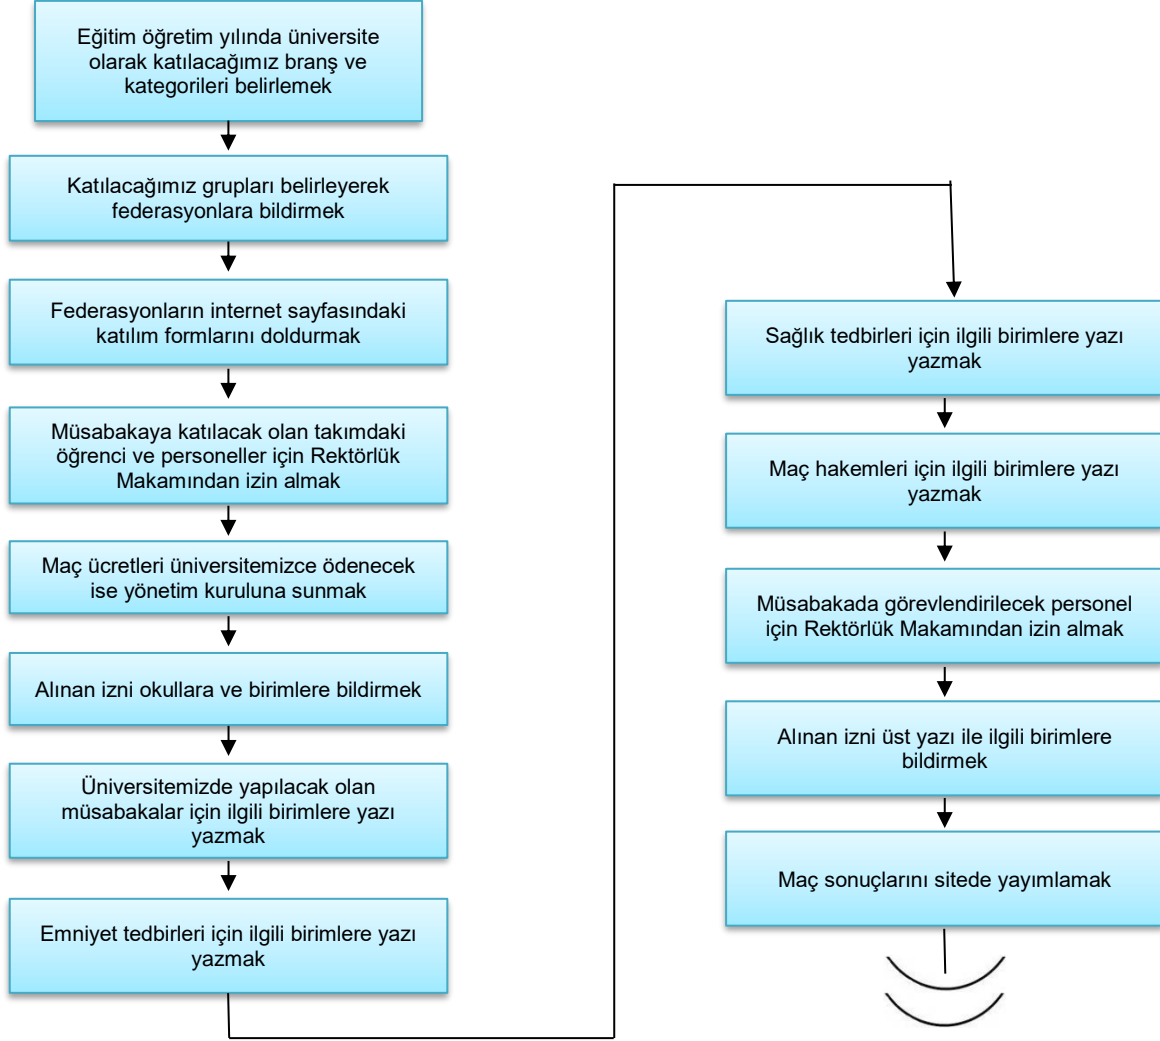 Eğitim öğretim yılında üniversite
olarak katılacağımız branş ve
kategorileri belirlemek
Katılacağımız grupları belirleyerek
federasyonlara bildirmek
Federasyonların internet sayfasındaki
katılım formlarını doldurmak
Müsabakaya katılacak olan takımdaki
öğrenci ve personeller için Rektörlük
Makamından izin almak
Maç ücretleri üniversitemizce ödenecek
ise yönetim kuruluna sunmak
Alınan izni okullara ve birimlere bildirmek
Üniversitemizde yapılacak olan
müsabakalar için ilgili birimlere yazı
yazmak
Emniyet tedbirleri için ilgili birimlere yazı
yazmak
Sağlık tedbirleri için ilgili birimlere yazı
yazmak
Maç hakemleri için ilgili birimlere yazı
yazmak
Müsabakada görevlendirilecek personel
için Rektörlük Makamından izin almak
Alınan izni üst yazı ile ilgili birimlere
bildirmek
Maç sonuçlarını sitede yayımlamak